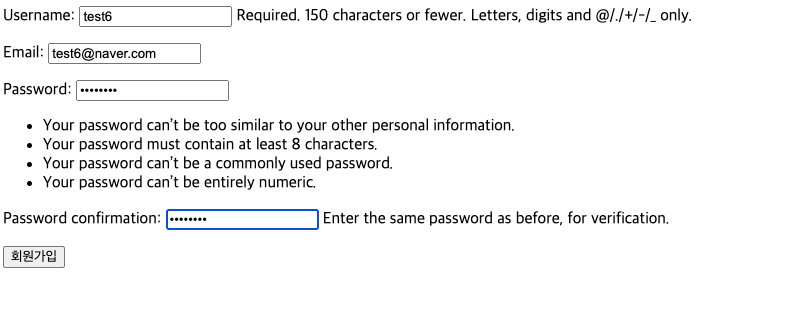 Username: test6 Required. 150 characters or fewer. Letters, digits and @/./+/-/_ only.
Email: test6@naver.com
Password: ••••••••
• Your password can't be too similar to your other personal information.
• Your password must contain at least 8 characters.
• Your password can't be a commonly used password.
• Your password can't be entirely numeric.
Password confirmation: •••••••• Enter the same password as before, for verification.
회원가입